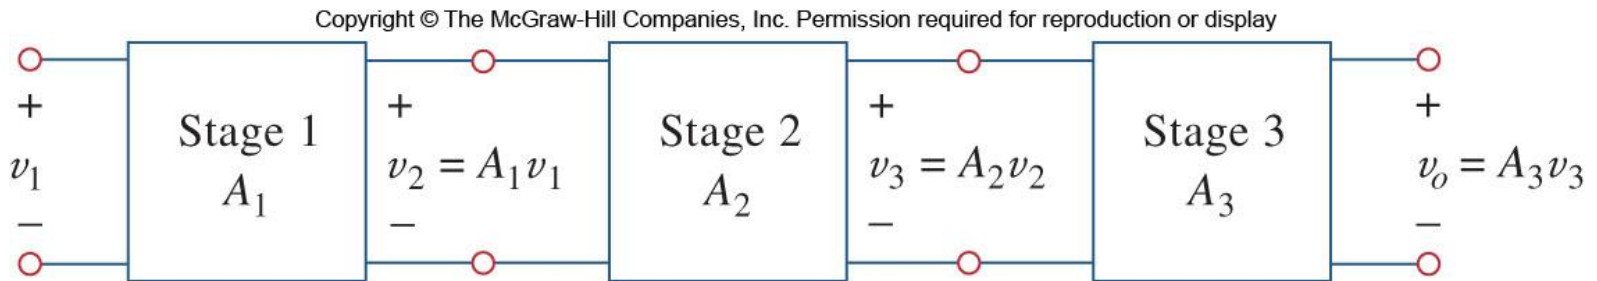 Copyright © The McGraw-Hill Companies, Inc. Permission required for reproduction or display
+ Stage 1 + Stage 2 + Stage 3 +
v₁ A₁ v₂ = A₁v₁ A₂ v₃ = A₂v₂ A₃ vₒ = A₃v₃
− − − −